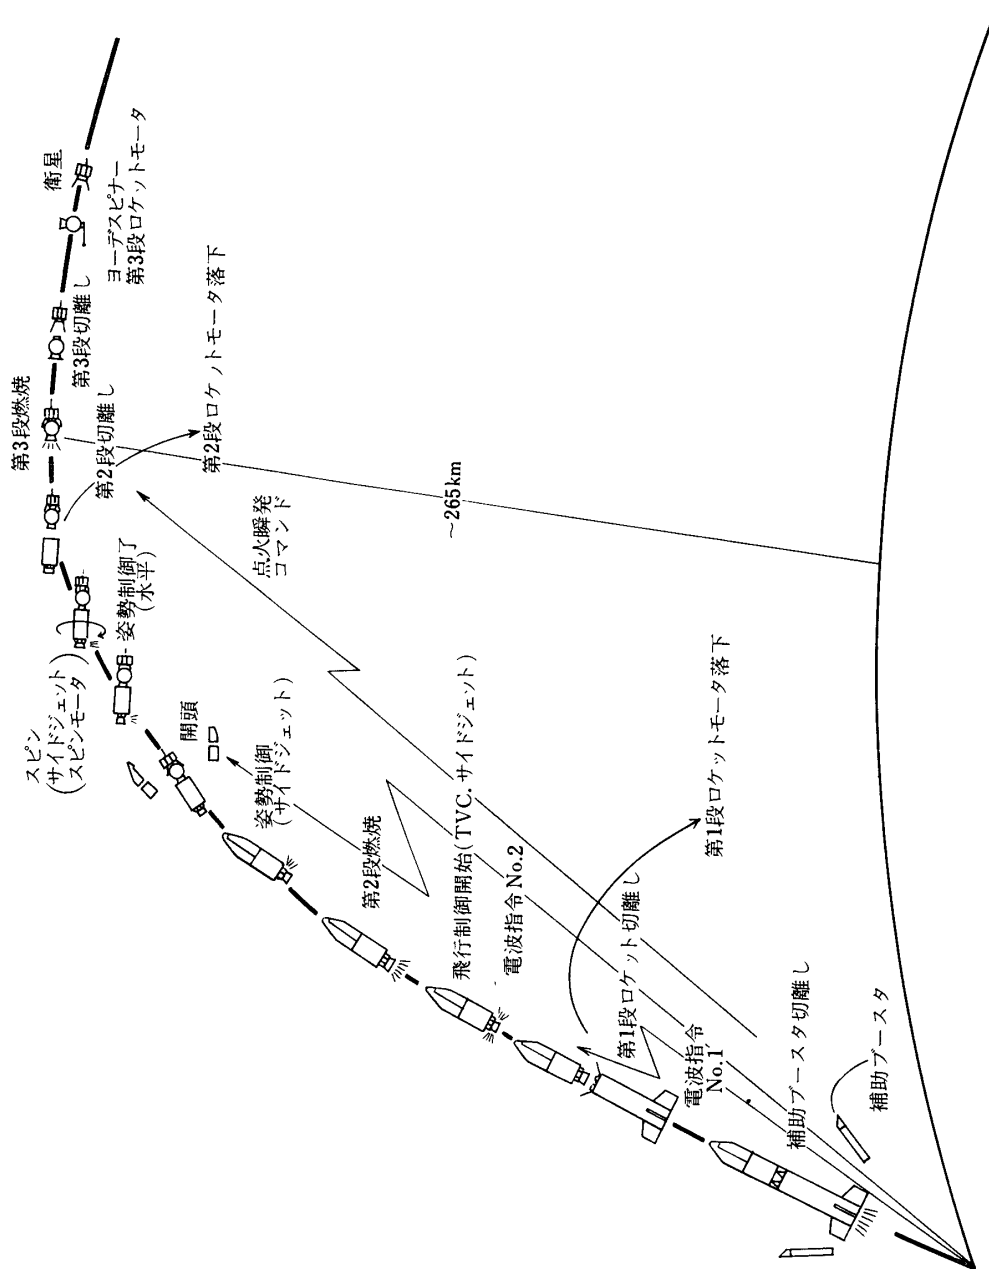 衛星
ヨーデスピナー
第3段ロケットモータ
第3段切離し
第3段燃焼
第2段切離し
第2段ロケットモータ落下
〜265km
点火瞬発
コマンド
姿勢制御了
(水平)
スピン
(サイドジェット)
(スピンモータ)
開頭
姿勢制御
(サイドジェット)
第2段燃焼
飛行制御開始(TVC.サイドジェット)
電波指令No.2
第1段ロケットモータ落下
第1段ロケット切離し
電波指令
No.1
補助ブースタ切離し
補助ブースタ